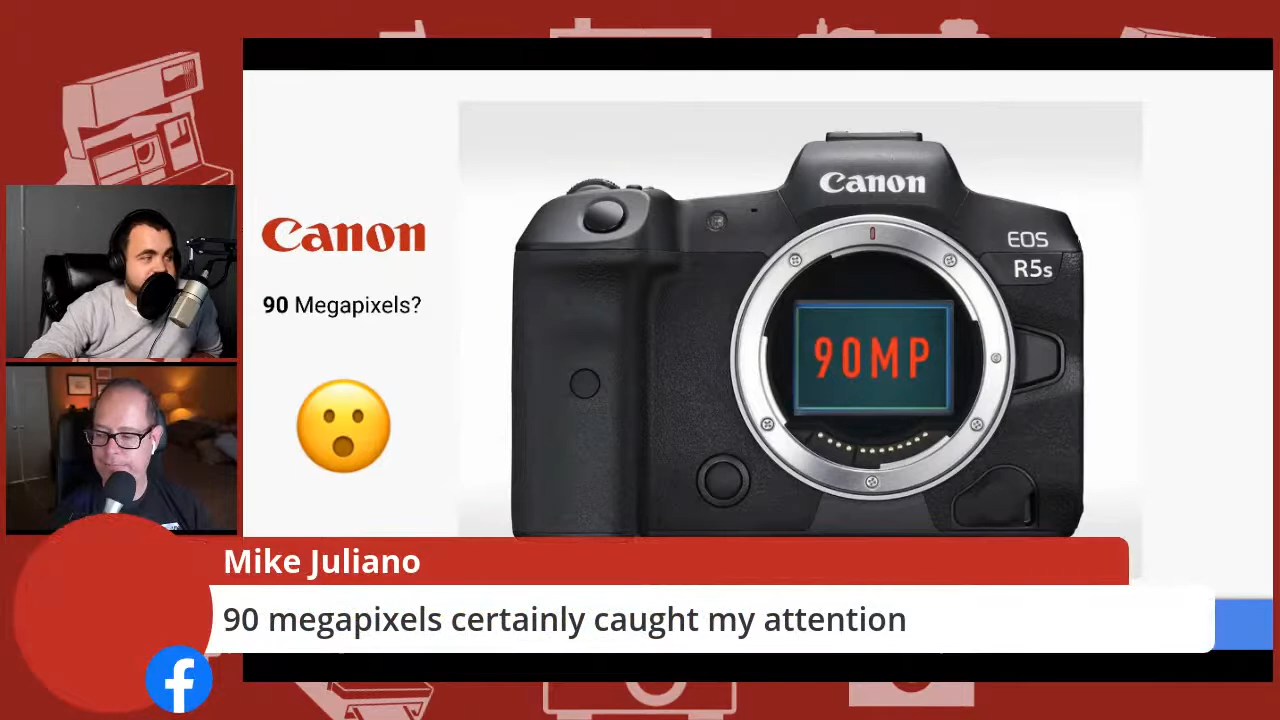 Canon
90 Megapixels?
Canon
EOS
R5s
90MP
Mike Juliano
90 megapixels certainly caught my attention